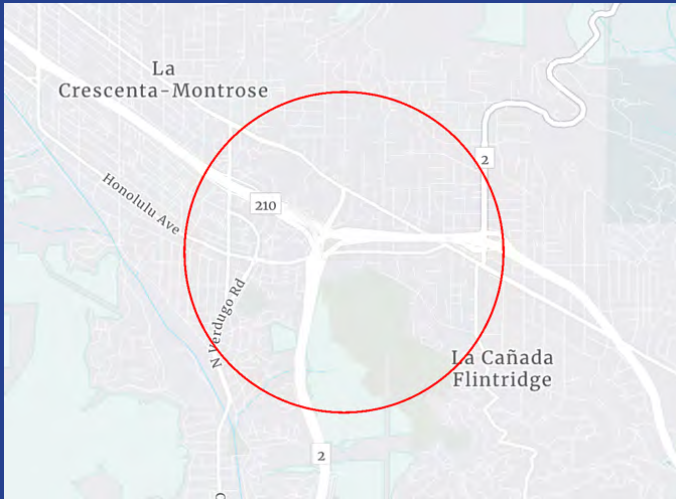 La
Crescenta-Montrose
2
Honolulu Ave
210
N Verdugo Rd
La Cañada
Flintridge
2